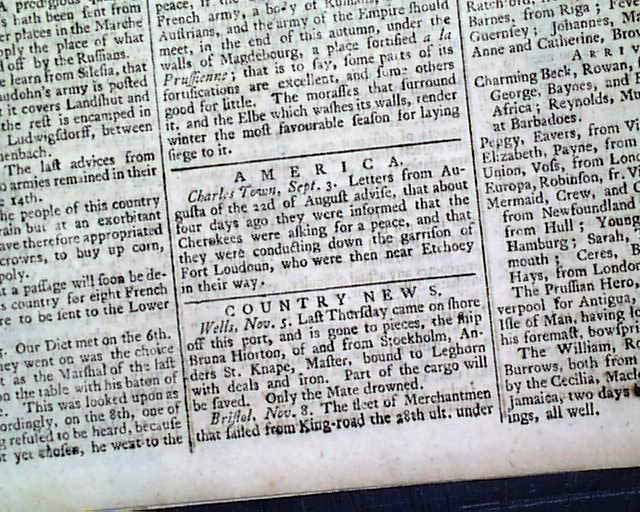 s hath been sent from
er places in the Marche
pply the place of what
d off by the Russians.
e learn from Silesia, that
audohn's army is posted
t it covers Landshut and
the rest is encamped in
Ludwigsdorff, between
henbach.
The last advices from
o armies remained in their
e 14th.
he people of this country
rain but at an exorbitant
ave therefore appropriated
crowns, to buy up corn,
poly.
at a passage will soon be de-
s country for eight French
re to be sent to the Lower
Our Diet met on the 6th.
hey went on was the choice
t as the Marshal of the last
on the table with his baton of
This was looked upon as
ordingly, on the 8th, one of
g refused to be heard, because
t yet chosen, he went to the
peace, if the
French army, a body of Russians,
Austrians, and the army of the Empire should
meet, in the end of this autumn, under the
walls of Magdebourg, a place fortified a la
Prussienne; that is to say, some parts of its
fortifications are excellent, and some others
good for little. The morasses that surround
it, and the Elbe which washes its walls, render
winter the most favourable season for laying
siege to it.
AMERICA.
Charles Town, Sept. 3. Letters from Au-
gusta of the 22d of August advise, that about
four days ago they were informed that the
Cherokees were asking for a peace, and that
they were conducting down the garrison of
Fort Loudoun, who were then near Etchoey
in their way.
COUNTRY NEWS.
Wells, Nov. 5. Last Thursday came on shore
off this port, and is gone to pieces, the ship
Bruna Hiorton, of and from Stockholm, An-
ders St. Knape, Master, bound to Leghorn
with deals and iron. Part of the cargo will
be saved. Only the Mate drowned.
Bristol, Nov. 8. The fleet of Merchantmen
that sailed from King-road the 28th ult. under
Barnes, from Riga;
Guernsey; Johannes,
Anne and Catherine,
Charming Beck, Rowan,
George, Baynes, and
Africa; Reynolds,
at Barbadoes.
Peggy, Eavers, from
Elizabeth, Payne, from
Union, Voss, from
Europa, Robinson, fr.
Mermaid, Crew, and
from Newfoundland
from Hull; Young
Hamburg; Sarah,
mouth; Ceres,
Hays, from London
The Prussian Hero,
verpool for Antigua,
Isle of Man, having
his foremast,
The William,
Burrows, both from
by the Cecilia,
Jamaica, two days
ings, all well.